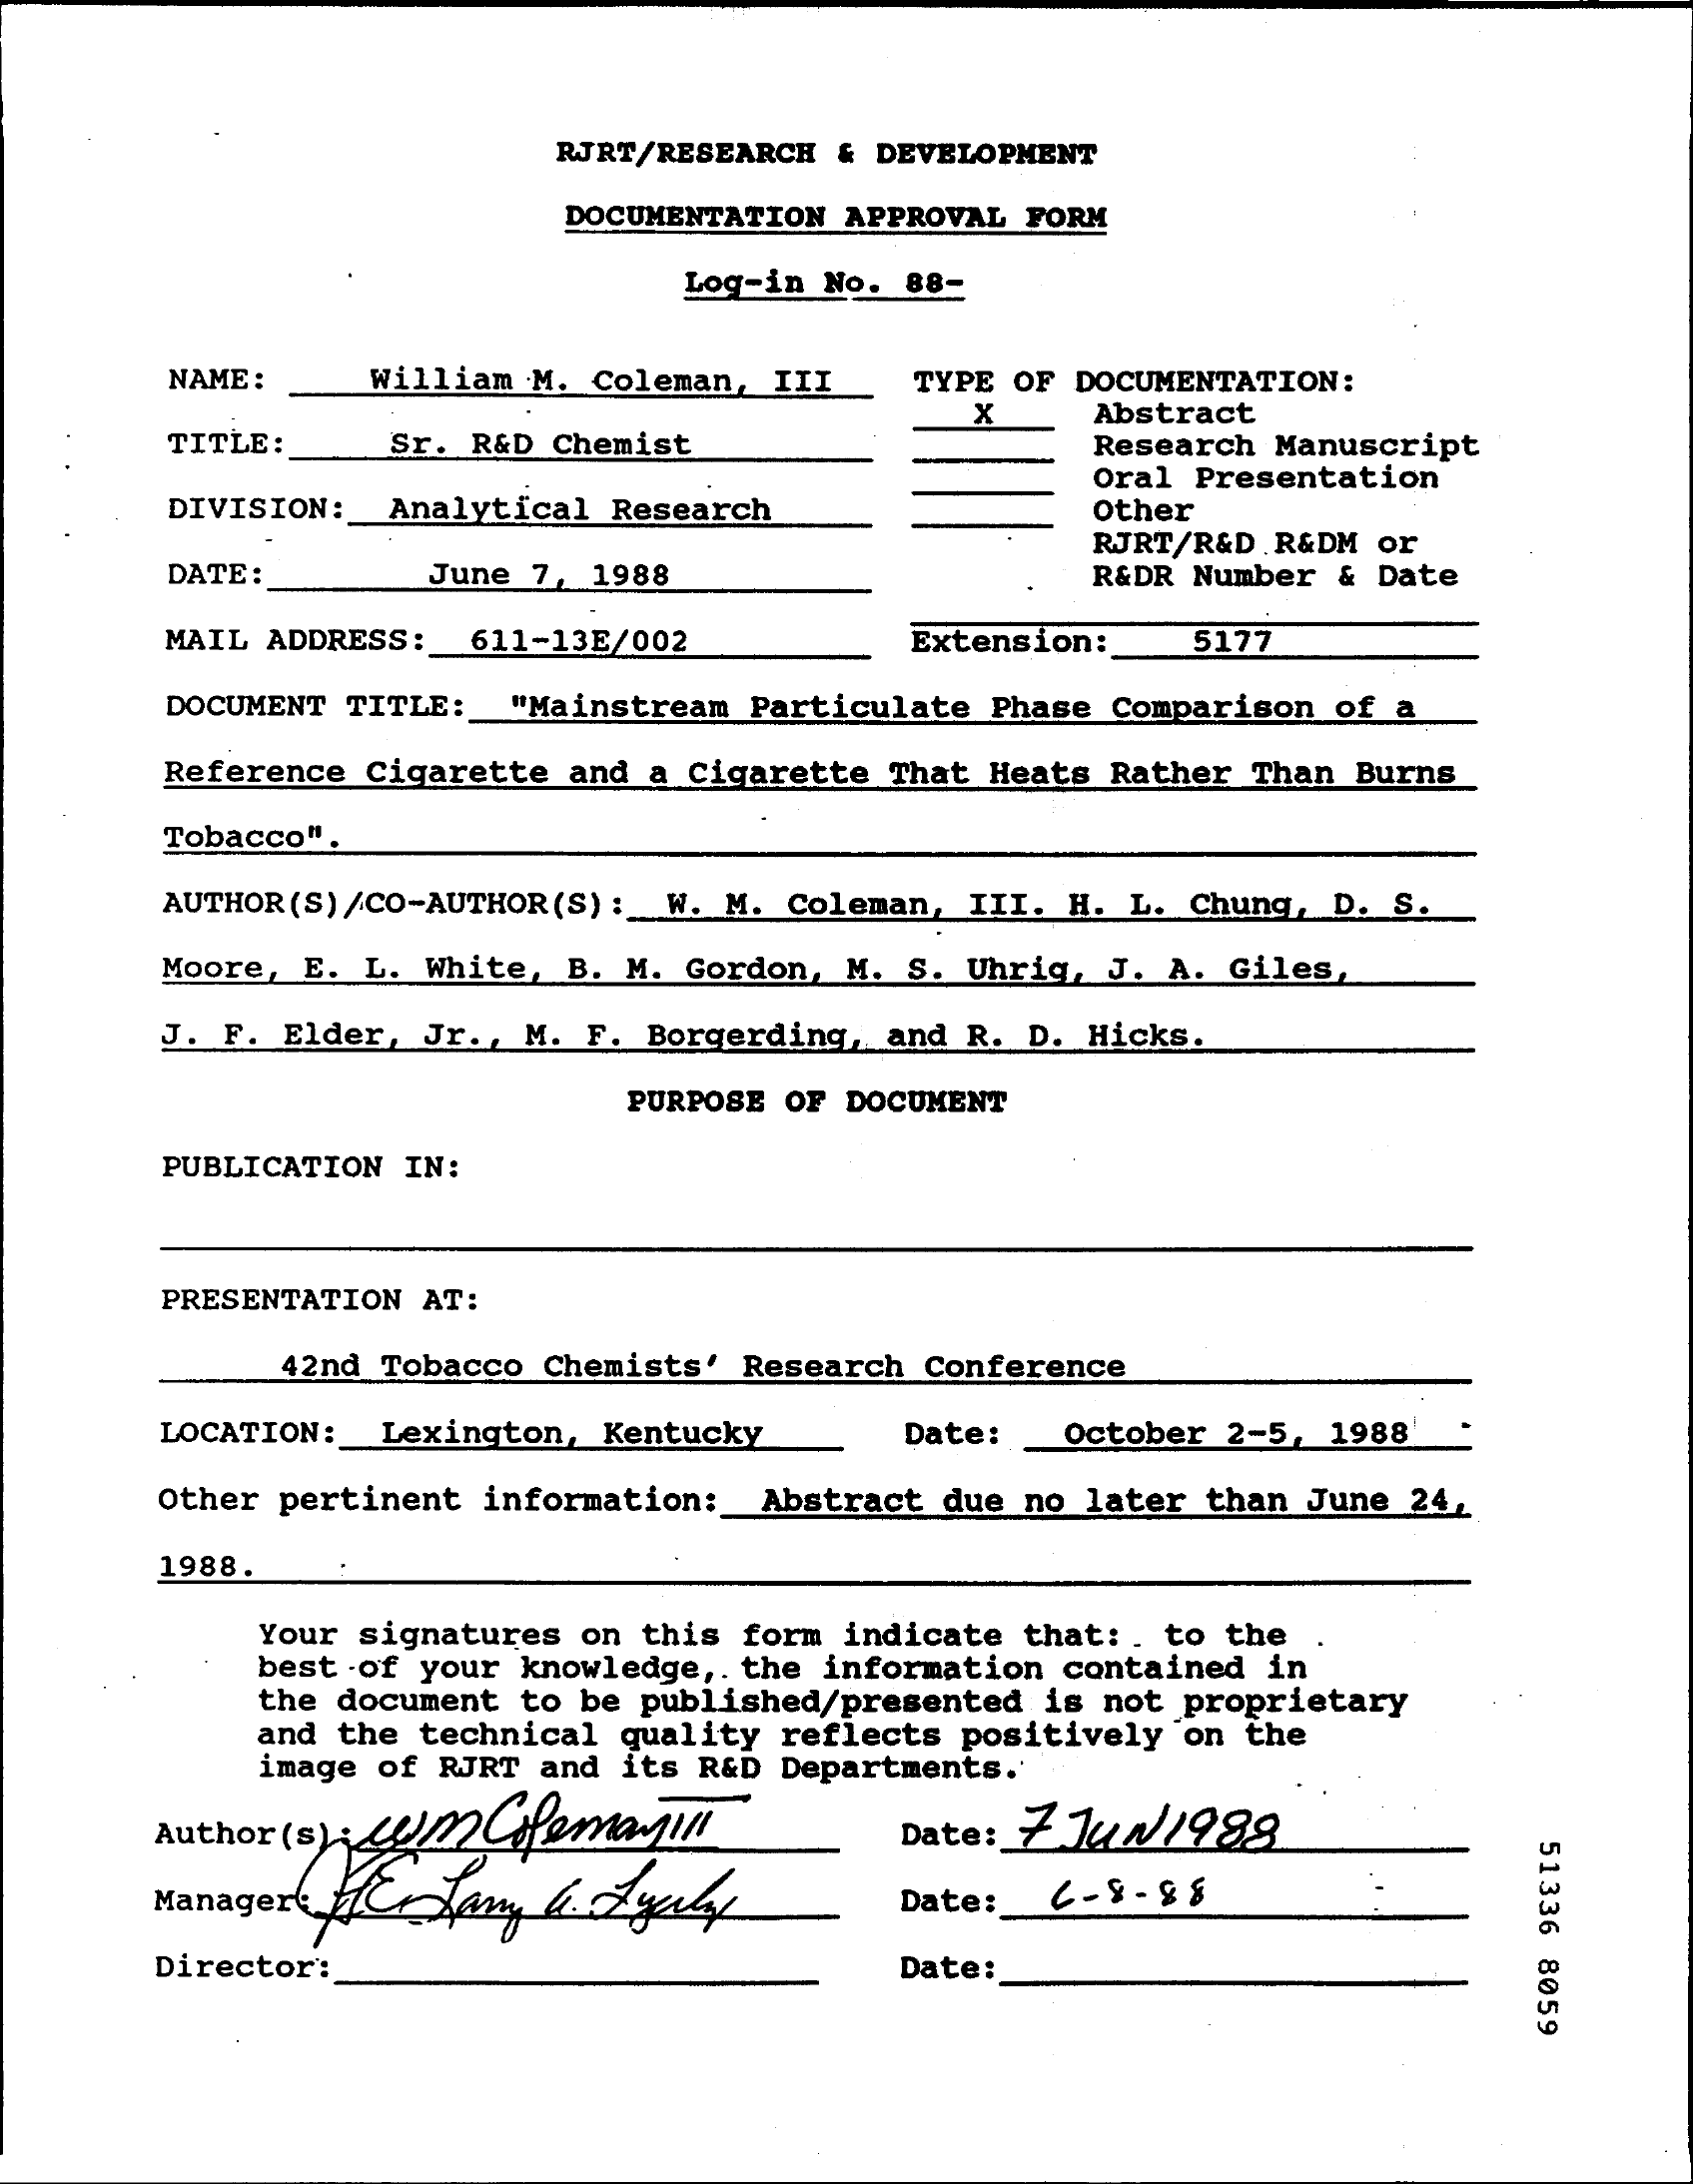 RJRT/RESEARCH & DEVELOPMENT
DOCUMENTATION APPROVAL FORM
Log-in No. 88-
NAME: William M. Coleman, III
TITLE: Sr. R&D Chemist
DIVISION: Analytical Research
DATE: June 7, 1988
MAIL ADDRESS: 611-13E/002
TYPE OF DOCUMENTATION:
X Abstract
Research Manuscript
Oral Presentation
Other
RJRT/R&D R&DM or
R&DR Number & Date
Extension: 5177
DOCUMENT TITLE: "Mainstream Particulate Phase Comparison of a
Reference Cigarette and a Cigarette That Heats Rather Than Burns
Tobacco".
AUTHOR(S)/CO-AUTHOR(S): W. M. Coleman, III. H. L. Chung, D. S.
Moore, E. L. White, B. M. Gordon, M. S. Uhrig, J. A. Giles,
J. F. Elder, Jr., M. F. Borgerding, and R. D. Hicks.
PURPOSE OF DOCUMENT
PUBLICATION IN:
PRESENTATION AT:
42nd Tobacco Chemists' Research Conference
LOCATION: Lexington, Kentucky Date: October 2-5, 1988
Other pertinent information: Abstract due no later than June 24,
1988.
Your signatures on this form indicate that: to the
best of your knowledge, the information contained in
the document to be published/presented is not proprietary
and the technical quality reflects positively on the
image of RJRT and its R&D Departments.
Author(s): WM Coleman III Date: 7 JUN 1988
Manager: Larry Date: 6-8-88
Director: Date:
51336 8059